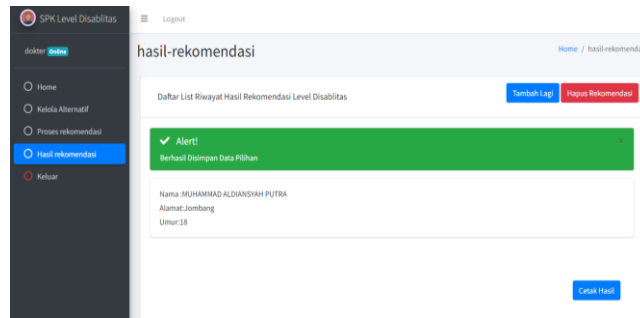 SPK Level Disablitas
Logout
dokter Online
hasil-rekomendasi
Home / hasil-rekomenda
Home
Kelola Alternatif
Proses rekomendasi
Hasil rekomendasi
Keluar
Daftar List Riwayat Hasil Rekomendasi Level Disablitas
Tambah Lagi
Hapus Rekomendasi
Alert!
×
Berhasil Disimpan Data Pilihan
Nama :MUHAMMAD ALDIANSYAH PUTRA
Alamat:Jombang
Umur:18
Cetak Hasil